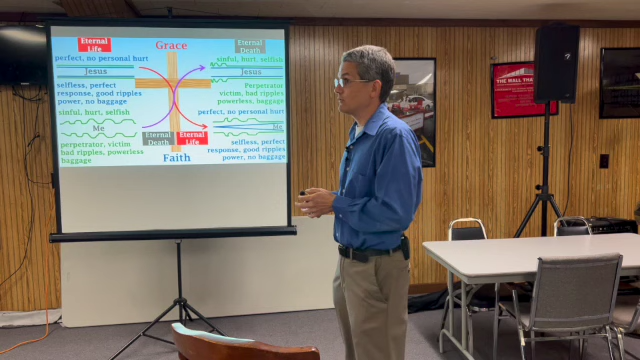 Eternal
Life
Grace
Eternal
Death
perfect, no personal hurt
Jesus
selfless, perfect
response, good ripples
power, no baggage
sinful, hurt, selfish
Jesus
Perpetrator
victim, bad ripples
powerless, baggage
sinful, hurt, selfish
Me
perpetrator, victim
bad ripples, powerless
baggage
Eternal
Death
Eternal
Life
Faith
perfect, no personal hurt
Me
selfless, perfect
response, good ripples
power, no baggage
THE WALL THA